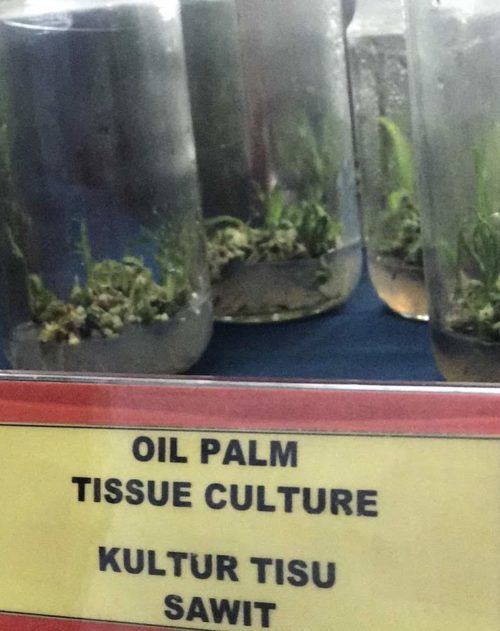 OIL PALM
TISSUE CULTURE
KULTUR TISU
SAWIT